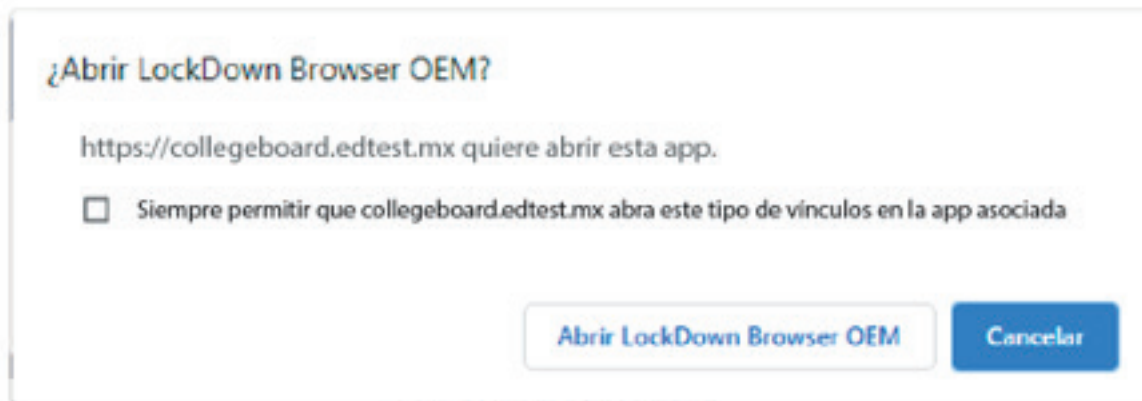 ¿Abrir LockDown Browser OEM?
https://collegeboard.edtest.mx quiere abrir esta app.
Siempre permitir que collegeboard.edtest.mx abra este tipo de vínculos en la app asociada
Abrir LockDown Browser OEM
Cancelar